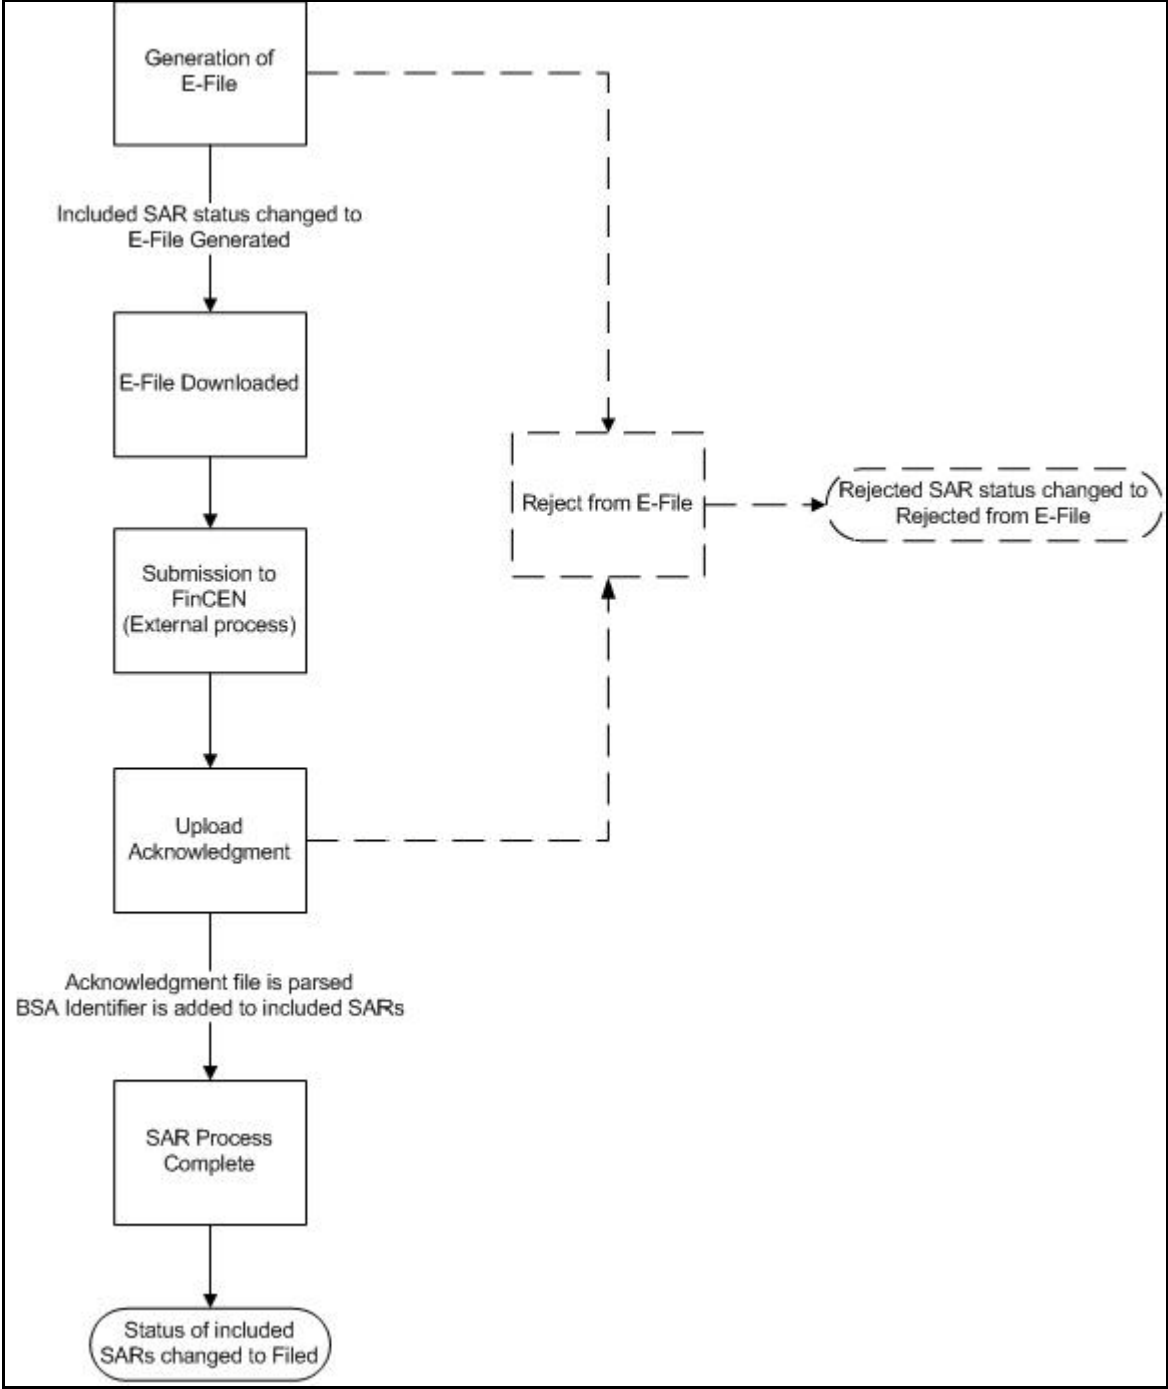 Generation of
E-File
Included SAR status changed to
E-File Generated
E-File Downloaded
Reject from E-File
Rejected SAR status changed to
Rejected from E-File
Submission to
FinCEN
(External process)
Upload
Acknowledgment
Acknowledgment file is parsed
BSA Identifier is added to included SARs
SAR Process
Complete
Status of included
SARs changed to Filed